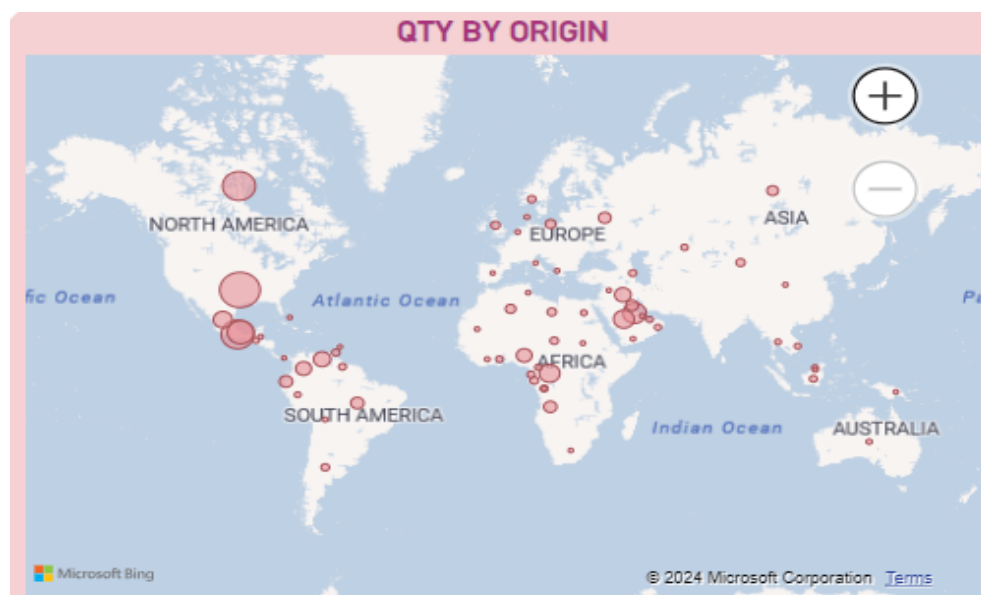 QTY BY ORIGIN
NORTH AMERICA
ASIA
EUROPE
fic Ocean
Atlantic Ocean
Pa
AFRICA
SOUTH AMERICA
Indian Ocean
AUSTRALIA
Microsoft Bing
© 2024 Microsoft Corporation Terms